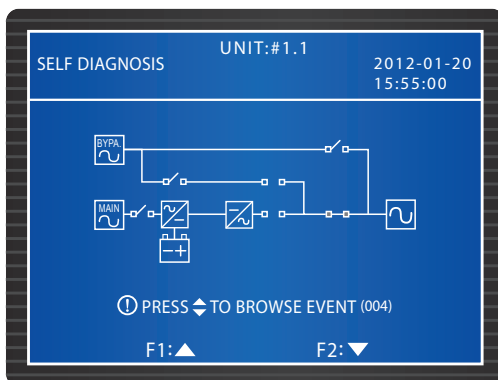 UNIT:#1.1
SELF DIAGNOSIS
2012-01-20
15:55:00
BYPA.
MAIN
PRESS TO BROWSE EVENT (004)
F1: F2: